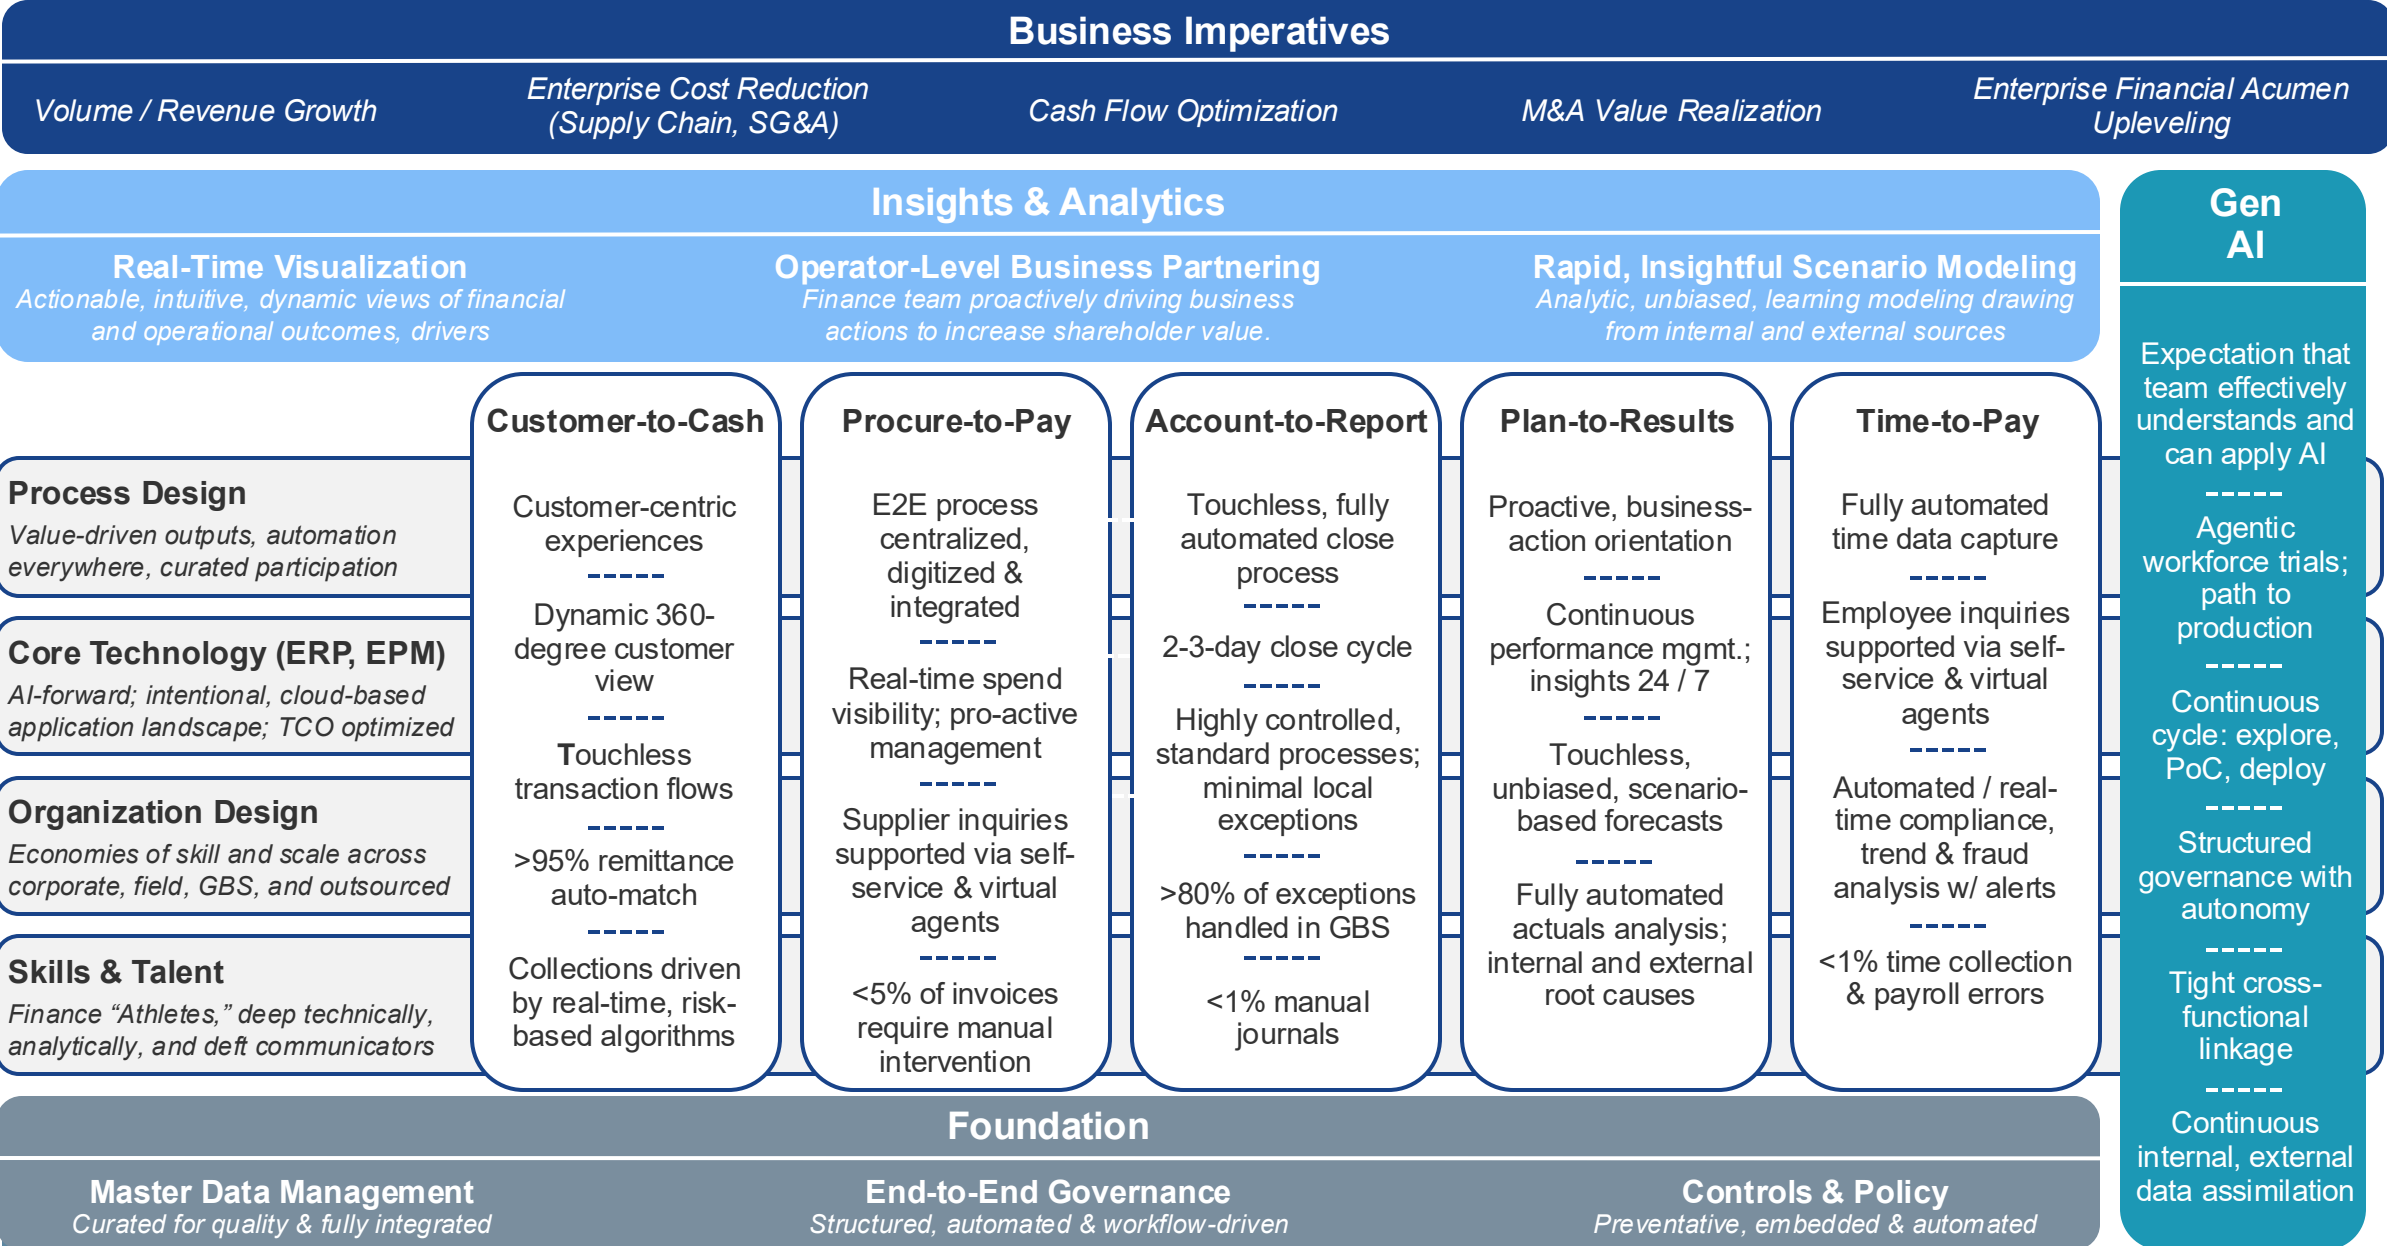 Business Imperatives
Volume / Revenue Growth
Enterprise Cost Reduction
(Supply Chain, SG&A)
Cash Flow Optimization
M&A Value Realization
Enterprise Financial Acumen
Upleveling
Insights & Analytics
Real-Time Visualization
Actionable, intuitive, dynamic views of financial
and operational outcomes, drivers
Operator-Level Business Partnering
Finance team proactively driving business
actions to increase shareholder value.
Rapid, Insightful Scenario Modeling
Analytic, unbiased, learning modeling drawing
from internal and external sources
Gen
AI
Expectation that
team effectively
understands and
can apply AI
Agentic
workforce trials;
path to
production
Continuous
cycle: explore,
PoC, deploy
Structured
governance with
autonomy
Tight cross-
functional
linkage
Continuous
internal, external
data assimilation
Process Design
Value-driven outputs, automation
everywhere, curated participation
Core Technology (ERP, EPM)
AI-forward; intentional, cloud-based
application landscape; TCO optimized
Organization Design
Economies of skill and scale across
corporate, field, GBS, and outsourced
Skills & Talent
Finance “Athletes,” deep technically,
analytically, and deft communicators
Customer-to-Cash
Customer-centric
experiences
Dynamic 360-
degree customer
view
Touchless
transaction flows
>95% remittance
auto-match
Collections driven
by real-time, risk-
based algorithms
Procure-to-Pay
E2E process
centralized,
digitized &
integrated
Real-time spend
visibility; pro-active
management
Supplier inquiries
supported via self-
service & virtual
agents
<5% of invoices
require manual
intervention
Account-to-Report
Touchless, fully
automated close
process
2-3-day close cycle
Highly controlled,
standard processes;
minimal local
exceptions
>80% of exceptions
handled in GBS
<1% manual
journals
Plan-to-Results
Proactive, business-
action orientation
Continuous
performance mgmt.;
insights 24 / 7
Touchless,
unbiased, scenario-
based forecasts
Fully automated
actuals analysis;
internal and external
root causes
Time-to-Pay
Fully automated
time data capture
Employee inquiries
supported via self-
service & virtual
agents
Automated / real-
time compliance,
trend & fraud
analysis w/ alerts
<1% time collection
& payroll errors
Foundation
Master Data Management
Curated for quality & fully integrated
End-to-End Governance
Structured, automated & workflow-driven
Controls & Policy
Preventative, embedded & automated